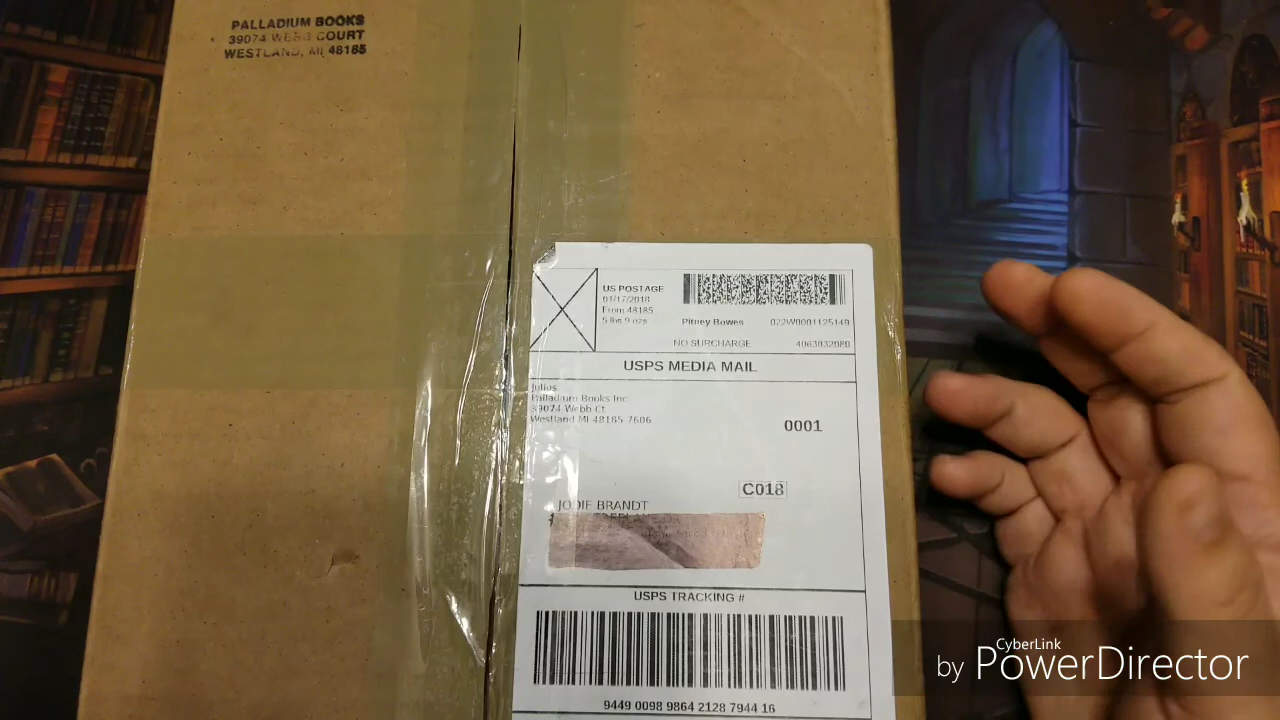 PALLADIUM BOOKS
39074 WEBB COURT
WESTLAND, MI 48185
US POSTAGE
01/17/2018
From 48185
5 lbs 9 ozs
Pitney Bowes
022W0001125149
NO SURCHARGE
4063032080
USPS MEDIA MAIL
Julius
Palladium Books Inc
39074 Webb Ct
Westland MI 48185-7606
0001
C018
JODIE BRANDT
USPS TRACKING #
9449 0098 9864 2128 7944 16
CyberLink
by PowerDirector